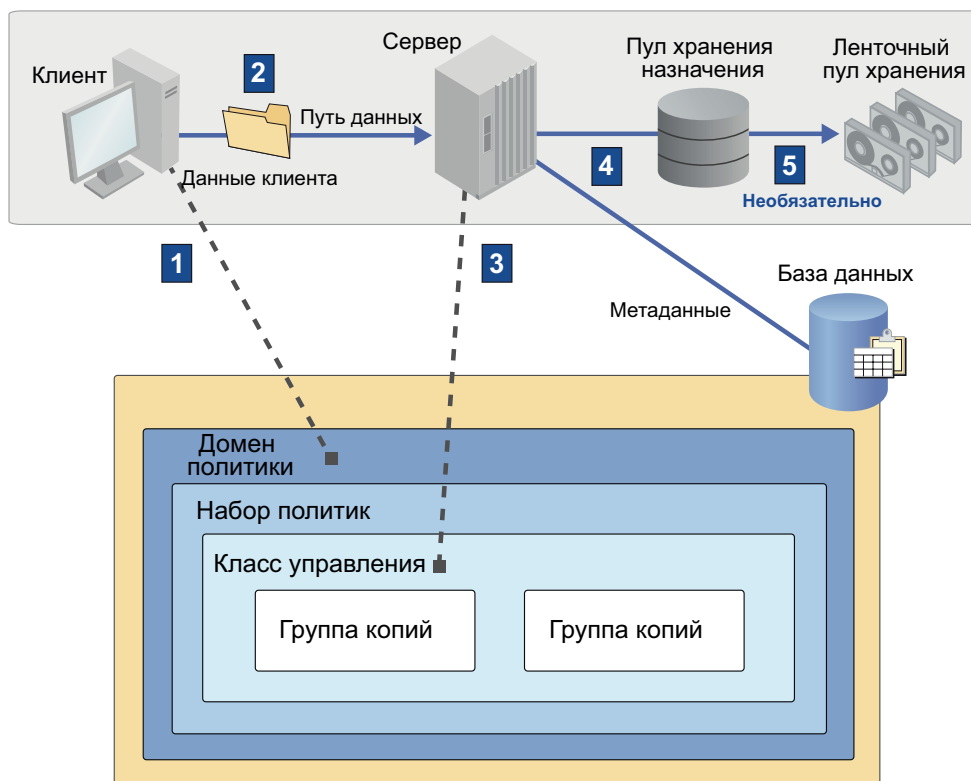 Клиент
2
Сервер
Пул хранения
назначения
Ленточный
пул хранения
Путь данных
Данные клиента
4
5
Необязательно
1
3
База данных
Метаданные
Домен
политики
Набор политик
Класс управления
Группа копий
Группа копий